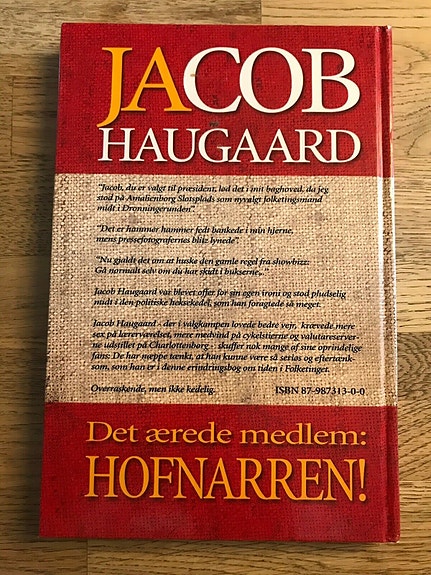 JACOB
HAUGAARD
"Jacob, du er valgt til præsident, lød det i mit baghoved, da jeg
stod på Amalienborg Slotsplads som nyvalgt folketingsmand
midt i Dronningerunden".
"Det er hammer hammer fedt bankede i min hjerne,
mens pressefotografernes blitz lynede".
"Nu gjaldt det om at huske den gamle regel fra showbizz:
Gå normalt selv om du har skidt i bukserne,,,"
Jacob Haugaard var blevet offer for sin egen ironi og stod pludselig
midt i den politiske heksekedel, som han foragtede så meget.
Jacob Haugaard - der i valgkampen lovede bedre vejr, krævede mere
sex på lærerværelset, mere medvind på cykelstierne og valutareserver-
ne udstillet på Charlottenborg - skuffer nok mange af sine oprindelige
fans: De har næppe tænkt, at han kunne være så seriøs og eftertænk-
som, som han er i denne erindringsbog om tiden i Folketinget.
Overraskende, men ikke kedelig.
ISBN 87-987313-0-0
Det ærede medlem:
HOFNARREN!